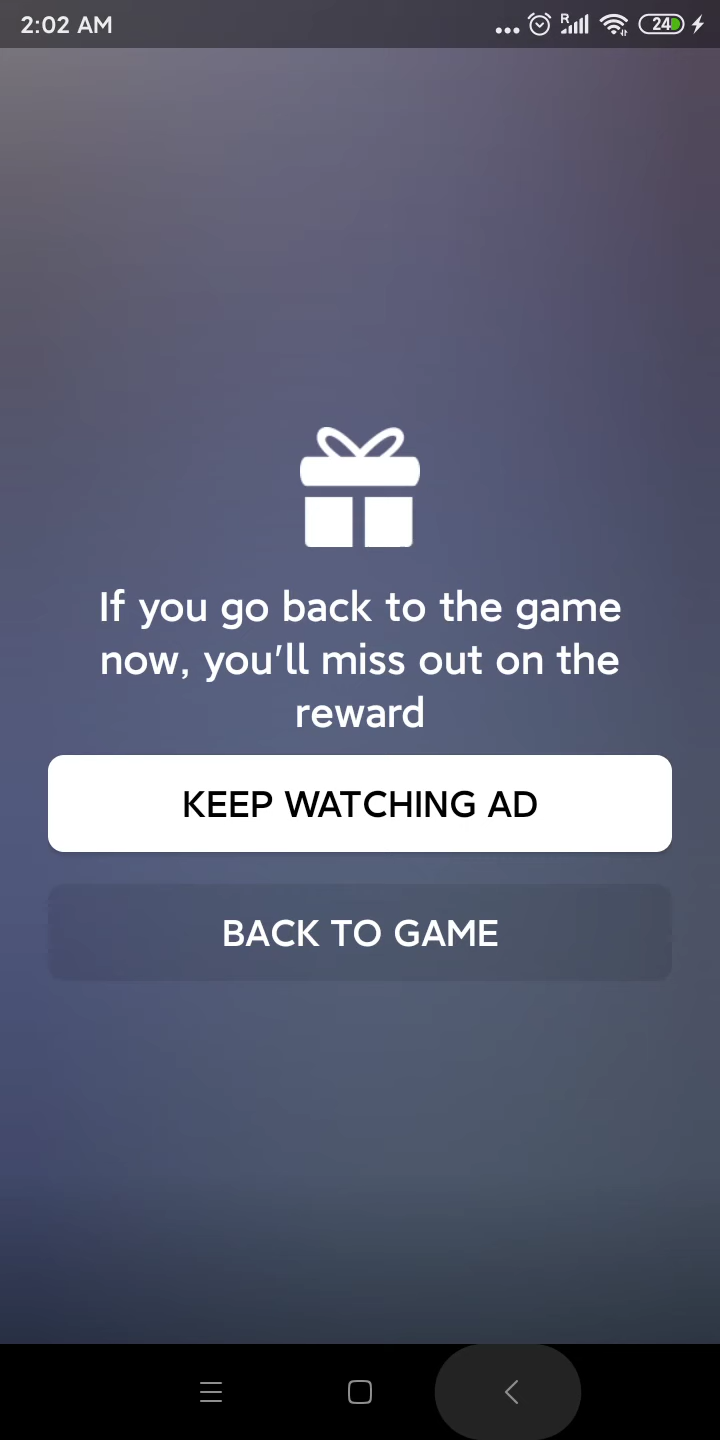 2:02 AM
R
24
If you go back to the game
now, you'll miss out on the
reward
KEEP WATCHING AD
BACK TO GAME